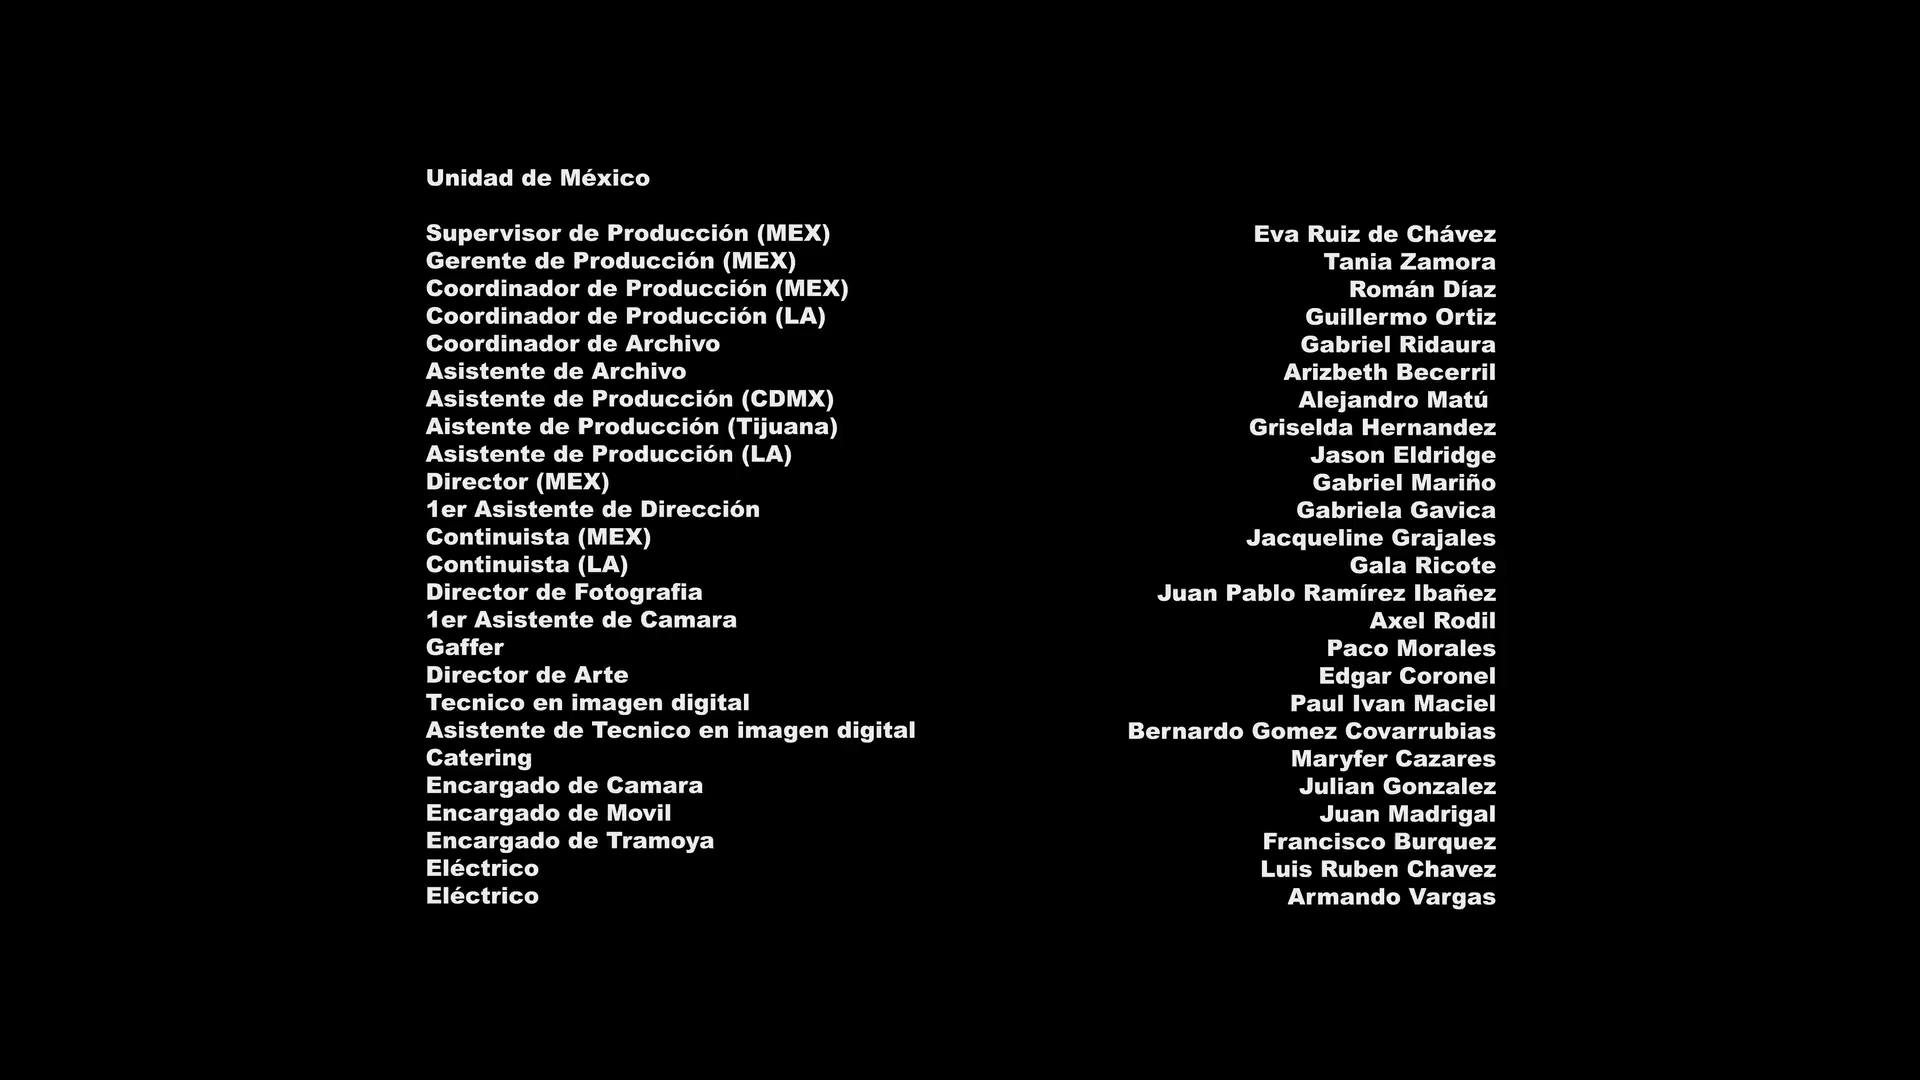 Unidad de México
Supervisor de Producción (MEX) Eva Ruiz de Chávez
Gerente de Producción (MEX) Tania Zamora
Coordinador de Producción (MEX) Román Díaz
Coordinador de Producción (LA) Guillermo Ortiz
Coordinador de Archivo Gabriel Ridaura
Asistente de Archivo Arizbeth Becerril
Asistente de Producción (CDMX) Alejandro Matú
Aistente de Producción (Tijuana) Griselda Hernandez
Asistente de Producción (LA) Jason Eldridge
Director (MEX) Gabriel Mariño
1er Asistente de Dirección Gabriela Gavica
Continuista (MEX) Jacqueline Grajales
Continuista (LA) Gala Ricote
Director de Fotografia Juan Pablo Ramírez Ibañez
1er Asistente de Camara Axel Rodil
Gaffer Paco Morales
Director de Arte Edgar Coronel
Tecnico en imagen digital Paul Ivan Maciel
Asistente de Tecnico en imagen digital Bernardo Gomez Covarrubias
Catering Maryfer Cazares
Encargado de Camara Julian Gonzalez
Encargado de Movil Juan Madrigal
Encargado de Tramoya Francisco Burquez
Eléctrico Luis Ruben Chavez
Eléctrico Armando Vargas